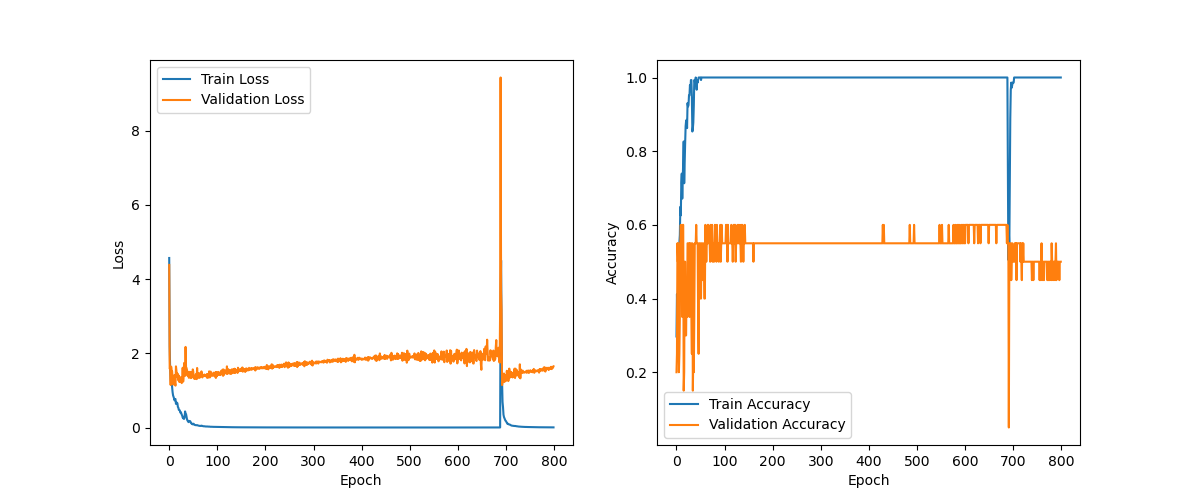 Train Loss
Validation Loss
Loss
8
6
4
2
0
0 100 200 300 400 500 600 700 800
Epoch
Accuracy
1.0
0.8
0.6
0.4
0.2
Train Accuracy
Validation Accuracy
0 100 200 300 400 500 600 700 800
Epoch